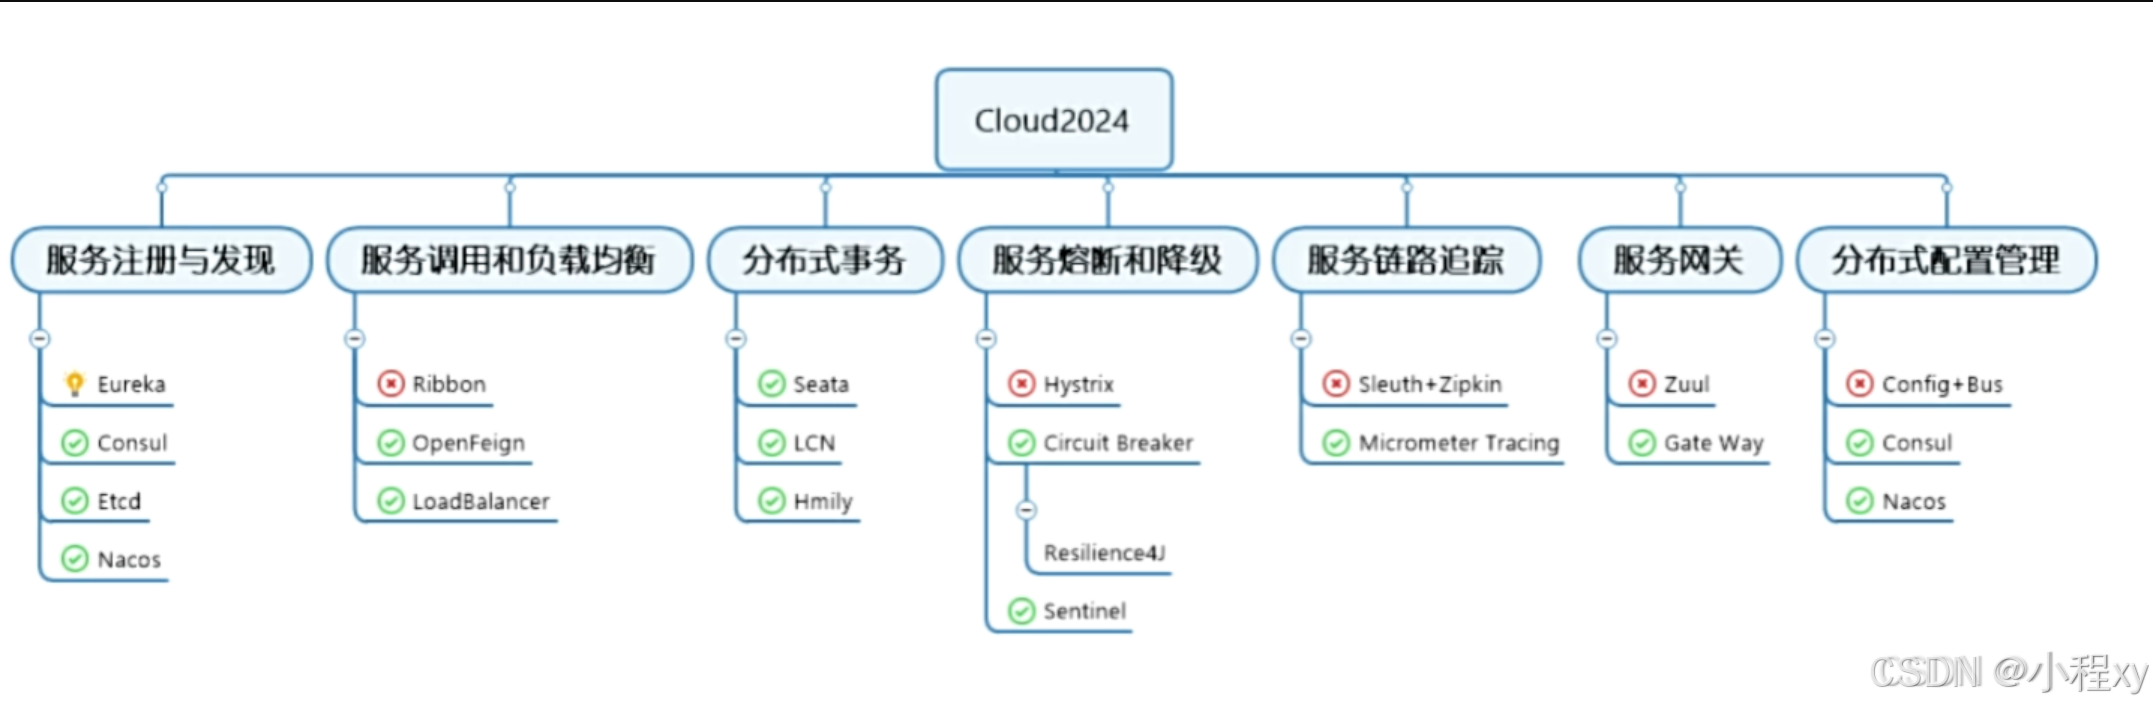 Cloud2024
服务注册与发现
Eureka
Consul
Etcd
Nacos
服务调用和负载均衡
Ribbon
OpenFeign
LoadBalancer
分布式事务
Seata
LCN
Hmily
服务熔断和降级
Hystrix
Circuit Breaker
Resilience4J
Sentinel
服务链路追踪
Sleuth+Zipkin
Micrometer Tracing
服务网关
Zuul
Gate Way
分布式配置管理
Config+Bus
Consul
Nacos
CSDN @小程xy